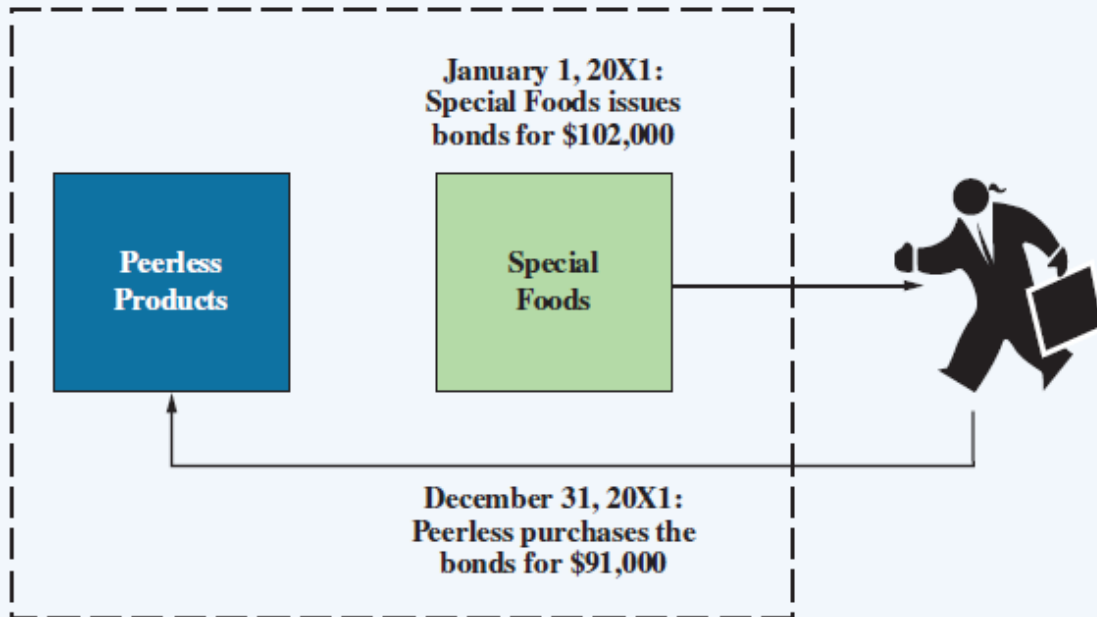 January 1, 20X1:
Special Foods issues
bonds for $102,000
Peerless
Products
Special
Foods
December 31, 20X1:
Peerless purchases the
bonds for $91,000